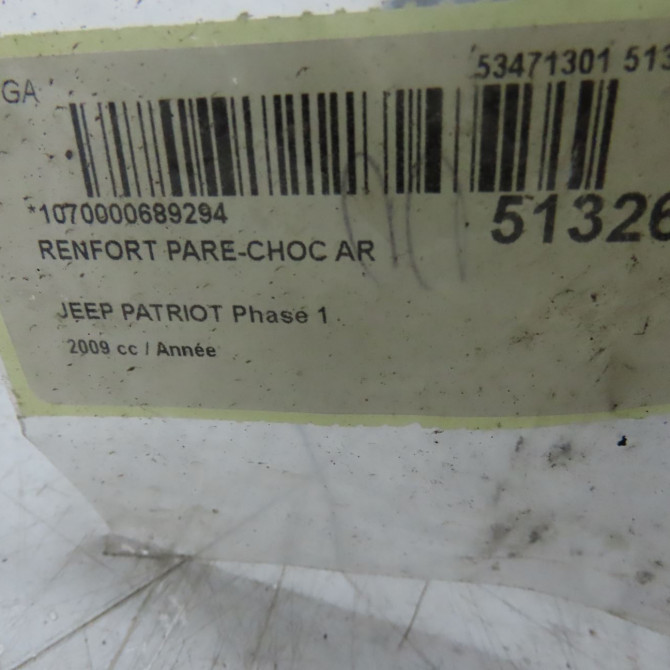 53471301 513
GA
*1070000689294
51326
RENFORT PARE-CHOC AR
JEEP PATRIOT Phase 1
2009 cc / Année